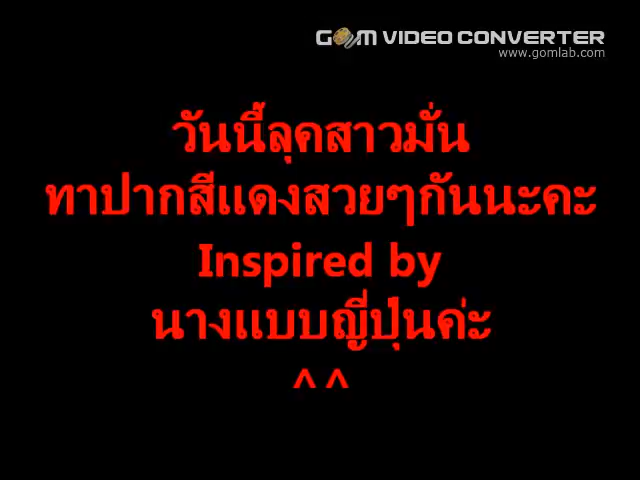 GOM VIDEO CONVERTER
www.gomlab.com
วันนี้ลุคสาวมั่น
ทาปากสีแดงสวยๆกันนะคะ
Inspired by
นางแบบญี่ปุ่นค่ะ
^^